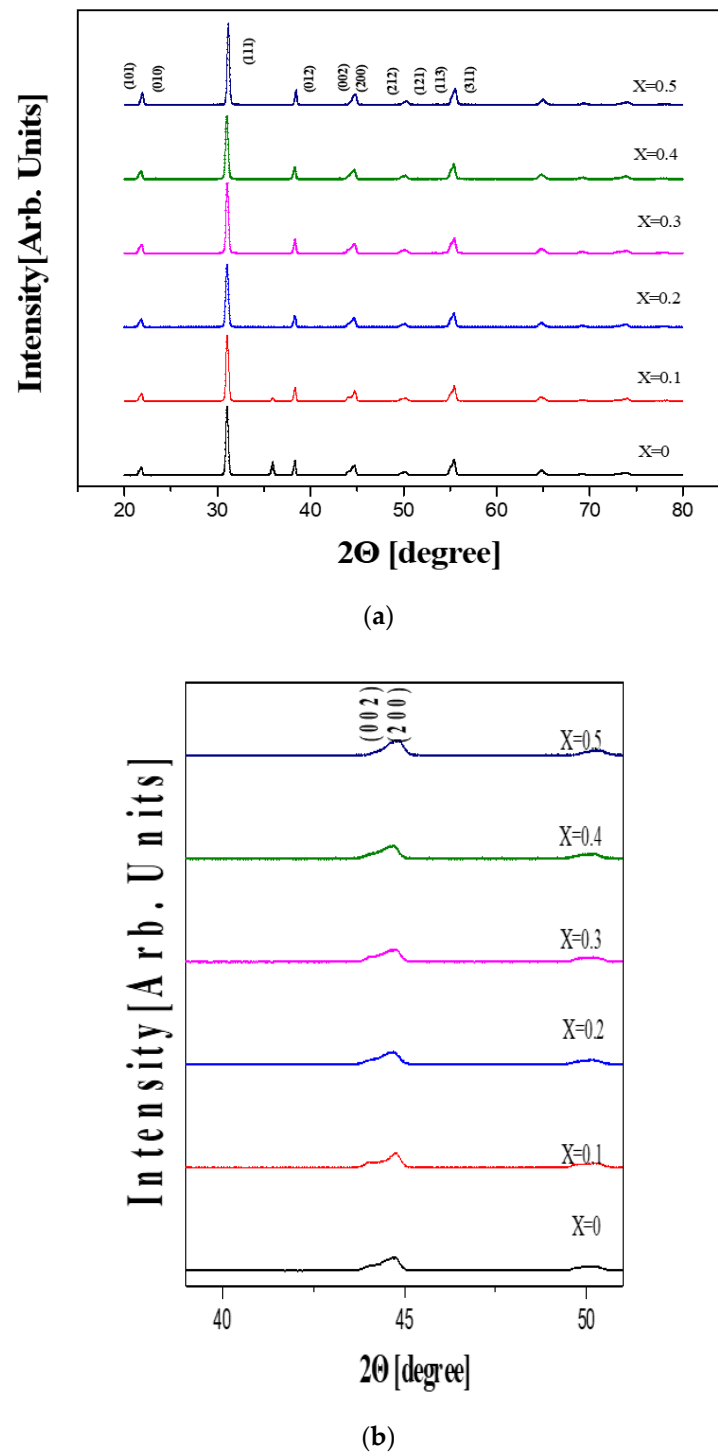 (101)
(010)
(111)
(012)
(002)
(200)
(212)
(121)
(113)
(311)
X=0.5
X=0.4
X=0.3
X=0.2
X=0.1
X=0
Intensity[Arb. Units]
20 30 40 50 60 70 80
2Θ [degree]
(a)
(002)
(200)
X=0.5
X=0.4
X=0.3
X=0.2
X=0.1
X=0
Intensity[Arb. Units]
40 45 50
2Θ [degree]
(b)